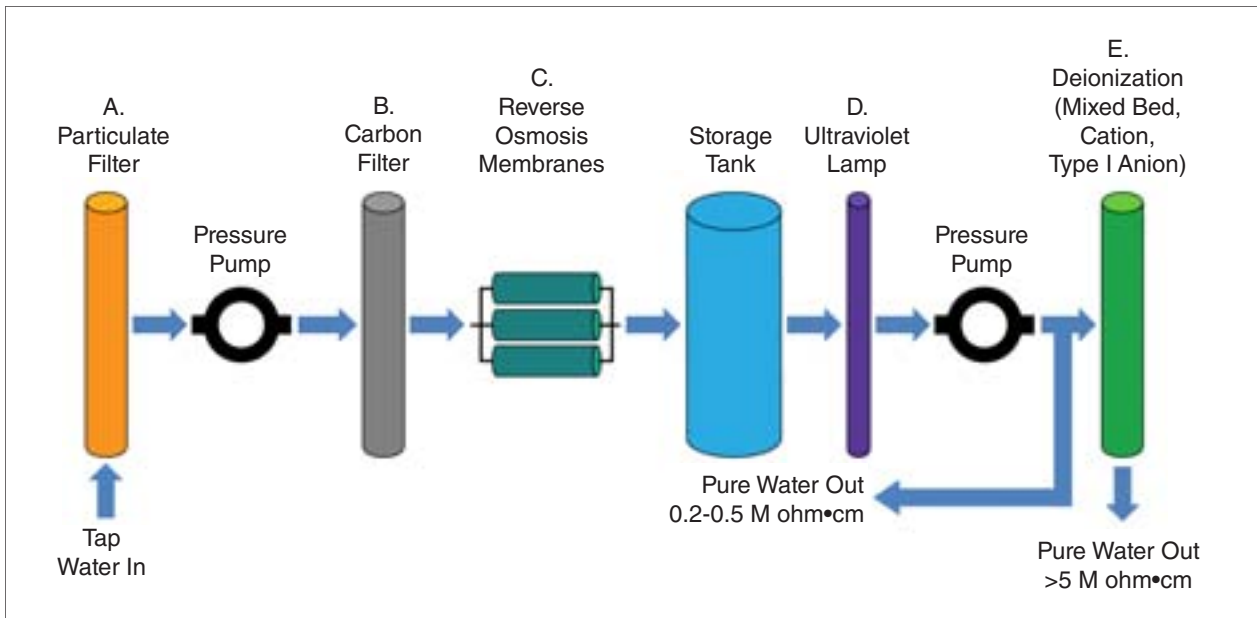 A.
Particulate
Filter
Pressure
Pump
B.
Carbon
Filter
C.
Reverse
Osmosis
Membranes
Storage
Tank
D.
Ultraviolet
Lamp
Pressure
Pump
E.
Deionization
(Mixed Bed,
Cation,
Type I Anion)
Tap
Water In
Pure Water Out
0.2-0.5 M ohm•cm
Pure Water Out
>5 M ohm•cm